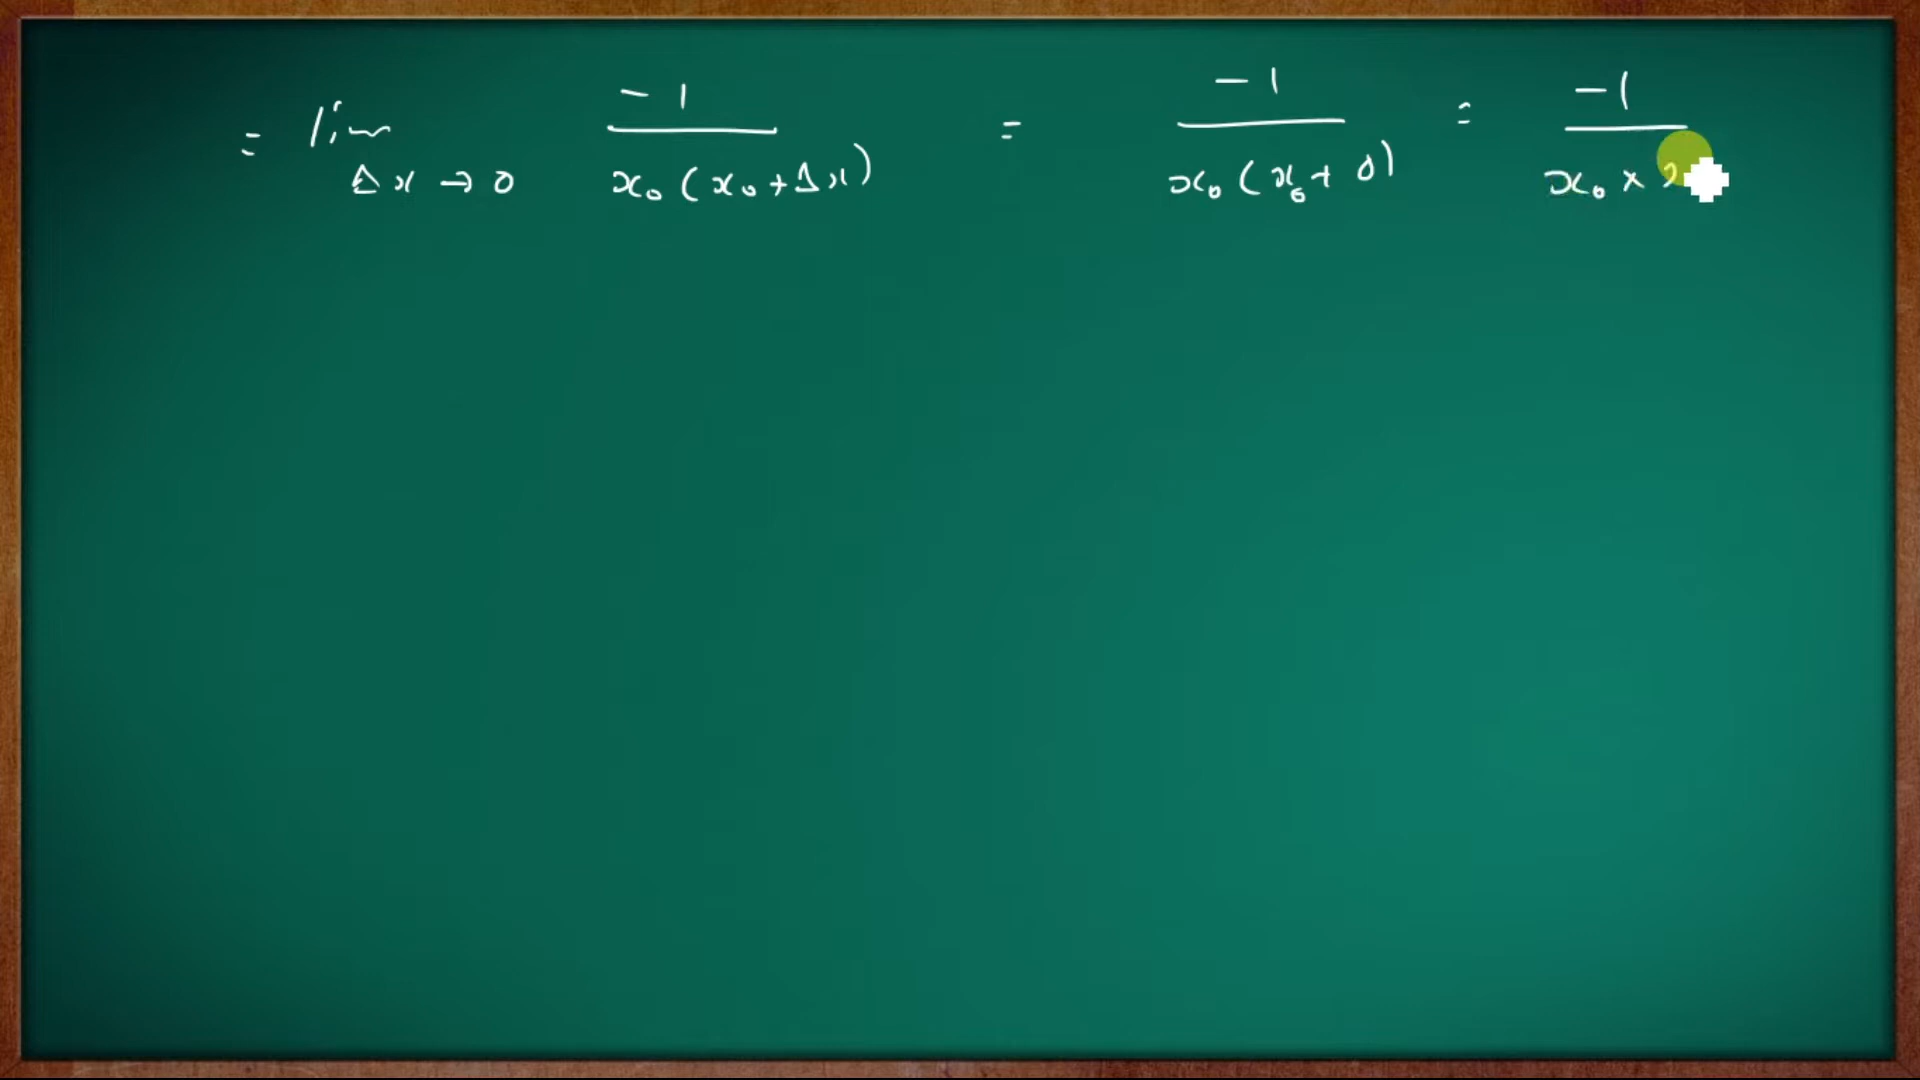 = lim Δx → 0 -1 / x₀(x₀+Δx) = -1 / x₀(x₀+0) = -1 / x₀ ×